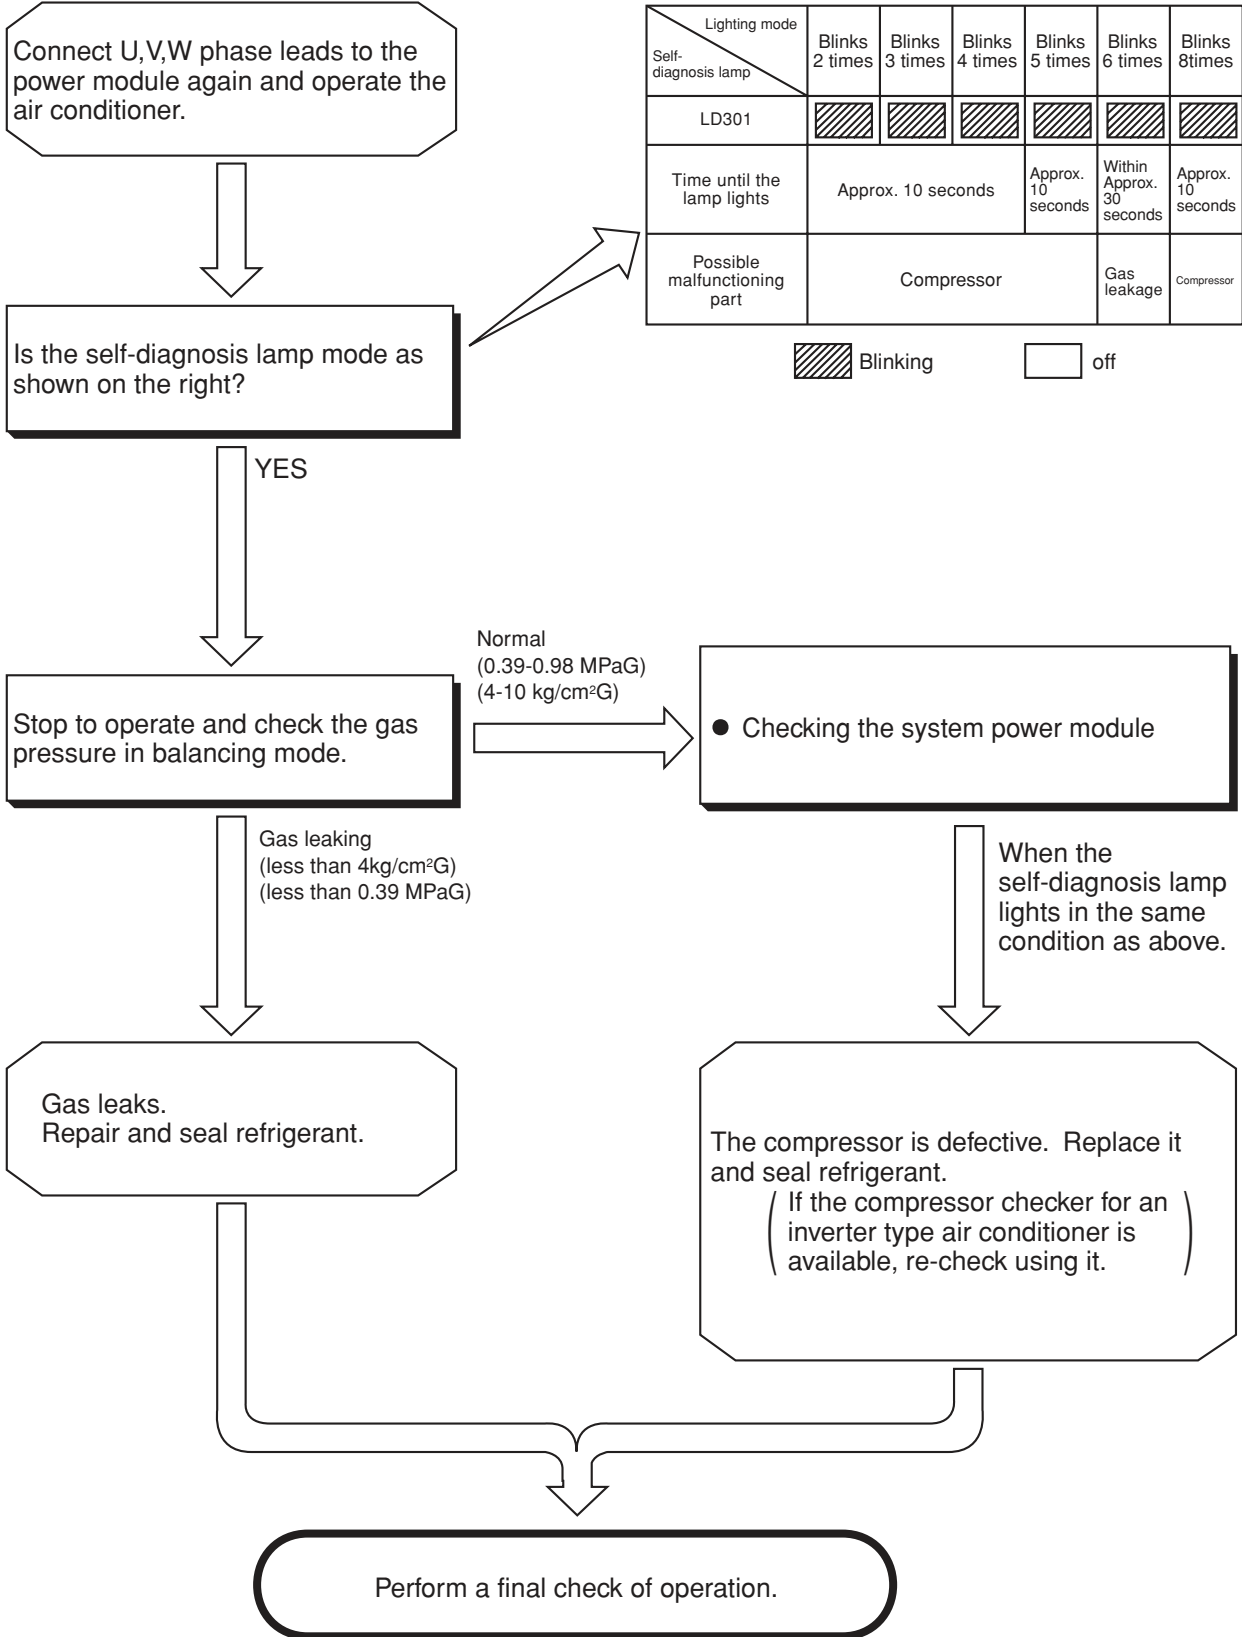 Connect U,V,W phase leads to the
power module again and operate the
air conditioner.
Lighting mode
Self-
diagnosis lamp
Blinks
2 times
Blinks
3 times
Blinks
4 times
Blinks
5 times
Blinks
6 times
Blinks
8times
LD301
Time until the
lamp lights
Approx. 10 seconds
Approx.
10
seconds
Within
Approx.
30
seconds
Approx.
10
seconds
Possible
malfunctioning
part
Compressor
Gas
leakage
Compressor
Blinking
off
Is the self-diagnosis lamp mode as
shown on the right?
YES
Stop to operate and check the gas
pressure in balancing mode.
Normal
(0.39-0.98 MPaG)
(4-10 kg/cm²G)
● Checking the system power module
Gas leaking
(less than 4kg/cm²G)
(less than 0.39 MPaG)
When the
self-diagnosis lamp
lights in the same
condition as above.
Gas leaks.
Repair and seal refrigerant.
The compressor is defective. Replace it
and seal refrigerant.
( If the compressor checker for an
inverter type air conditioner is
available, re-check using it. )
Perform a final check of operation.